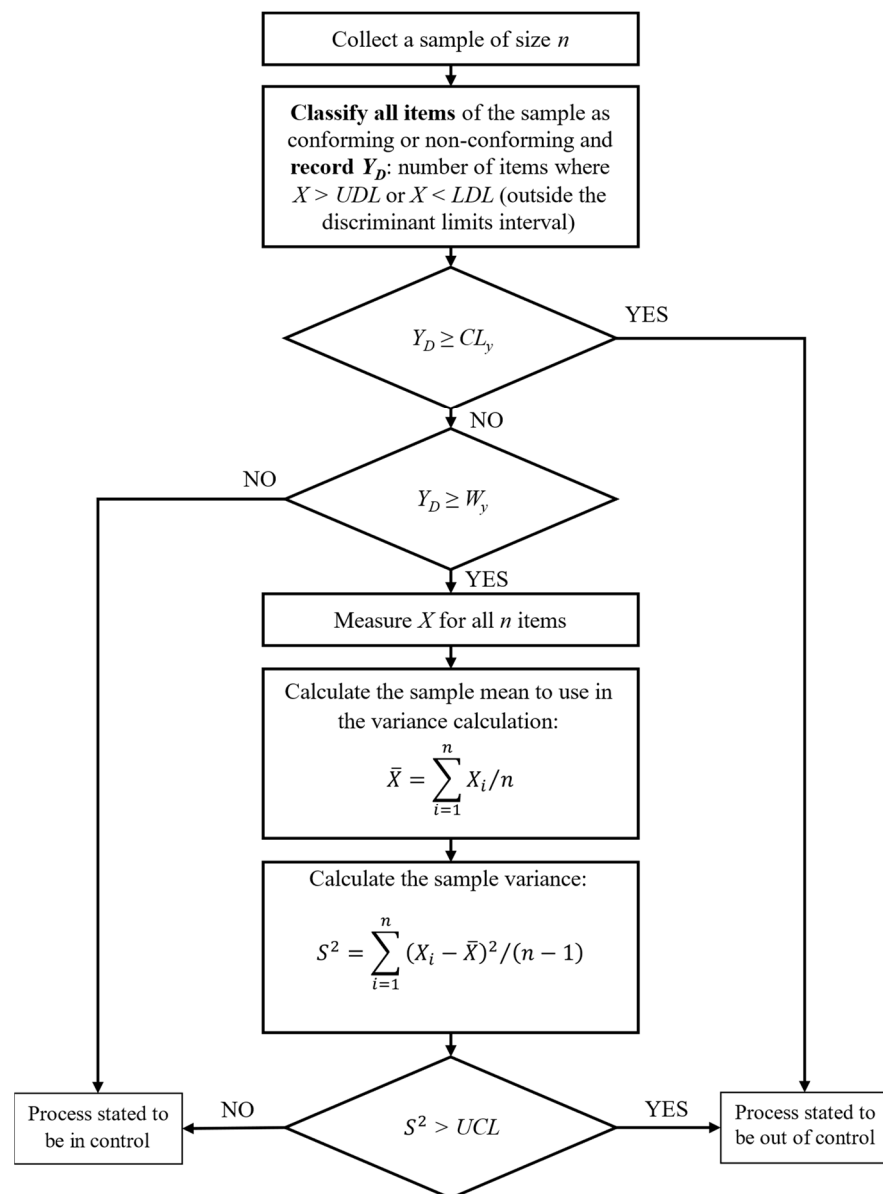 Collect a sample of size n
Classify all items of the sample as
conforming or non-conforming and
record Y_D: number of items where
X > UDL or X < LDL (outside the
discriminant limits interval)
Y_D ≥ CL_y
YES
NO
Y_D ≥ W_y
NO
YES
Measure X for all n items
Calculate the sample mean to use in
the variance calculation:
X̄ = ∑_{i=1}^{n} X_i/n
Calculate the sample variance:
S² = ∑_{i=1}^{n} (X_i − X̄)²/(n − 1)
S² > UCL
NO
YES
Process stated to
be in control
Process stated to
be out of control